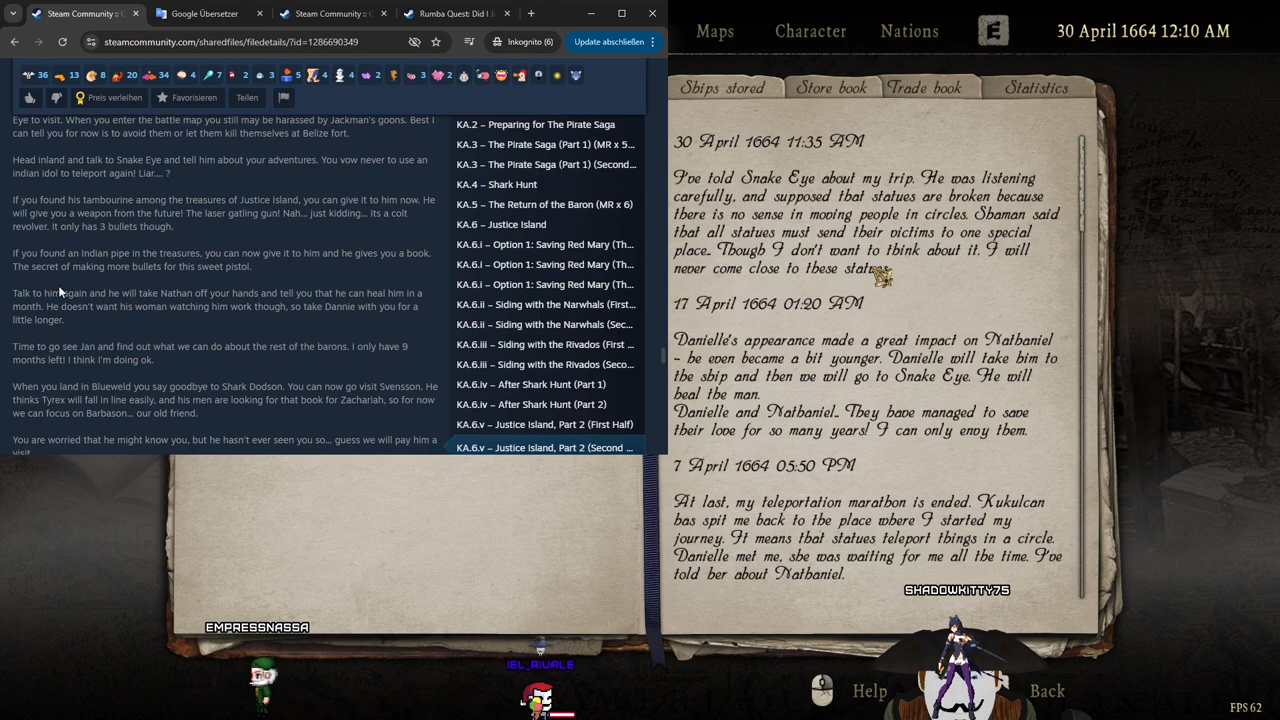 Steam Community :: G
Google Übersetzer
Steam Community :: C
Rumba Quest: Did I Ju
steamcommunity.com/sharedfiles/filedetails/?id=1286690349
Inkognito (6)
Update abschließen
36
13
8
20
34
4
7
2
3
5
4
4
2
3
2
Preis verleihen
Favorisieren
Teilen
Eye to visit. When you enter the battle map you still may be harassed by Jackman's goons. Best I
can tell you for now is to avoid them or let them kill themselves at Belize fort.
Head inland and talk to Snake Eye and tell him about your adventures. You vow never to use an
indian idol to teleport again! Liar.... ?
If you found his tambourine among the treasures of Justice Island, you can give it to him now. He
will give you a weapon from the future! The laser gatling gun! Nah... just kidding... its a colt
revolver. It only has 3 bullets though.
If you found an Indian pipe in the treasures, you can now give it to him and he gives you a book.
The secret of making more bullets for this sweet pistol.
Talk to him again and he will take Nathan off your hands and tell you that he can heal him in a
month. He doesn't want his woman watching him work though, so take Dannie with you for a
little longer.
Time to go see Jan and find out what we can do about the rest of the barons. I only have 9
months left! I think I'm doing ok.
When you land in Blueweld you say goodbye to Shark Dodson. You can now go visit Svensson. He
thinks Tyrex will fall in line easily, and his men are looking for that book for Zachariah, so for now
we can focus on Barbason... our old friend.
You are worried that he might know you, but he hasn't ever seen you so... guess we will pay him a
visit.
KA.2 – Preparing for The Pirate Saga
KA.3 – The Pirate Saga (Part 1) (MR x 5...
KA.3 – The Pirate Saga (Part 1) (Second...
KA.4 – Shark Hunt
KA.5 – The Return of the Baron (MR x 6)
KA.6 – Justice Island
KA.6.i – Option 1: Saving Red Mary (Th...
KA.6.i – Option 1: Saving Red Mary (Th...
KA.6.i – Option 1: Saving Red Mary (Th...
KA.6.ii – Siding with the Narwhals (First...
KA.6.ii – Siding with the Narwhals (Sec...
KA.6.iii – Siding with the Rivados (First ...
KA.6.iii – Siding with the Rivados (Seco...
KA.6.iv – After Shark Hunt (Part 1)
KA.6.iv – After Shark Hunt (Part 2)
KA.6.v – Justice Island, Part 2 (First Half)
KA.6.v – Justice Island, Part 2 (Second ...
Maps
Character
Nations
E
30 April 1664 12:10 AM
Ships stored
Store book
Trade book
Statistics
30 April 1664 11:35 AM
I've told Snake Eye about my trip. He was listening
carefully, and supposed that statues are broken because
there is no sense in moving people in circles. Shaman said
that all statues must send their victims to one special
place... Though I don't want to think about it. I will
never come close to these statues.
17 April 1664 01:20 AM
Danielle's appearance made a great impact on Nathaniel
- he even became a bit younger. Danielle will take him to
the ship and then we will go to Snake Eye. He will
heal the man.
Danielle and Nathaniel... They have managed to save
their love for so many years! I can only envy them.
7 April 1664 05:50 PM
At last, my teleportation marathon is ended. Kukulcan
has spit me back to the place where I started my
journey. It means that statues teleport things in a circle.
Danielle met me, she was waiting for me all the time. I've
told her about Nathaniel.
SHADOWKITTY75
EMPRESSNASSA
IEL_RIVALE
Help
Back
FPS 62